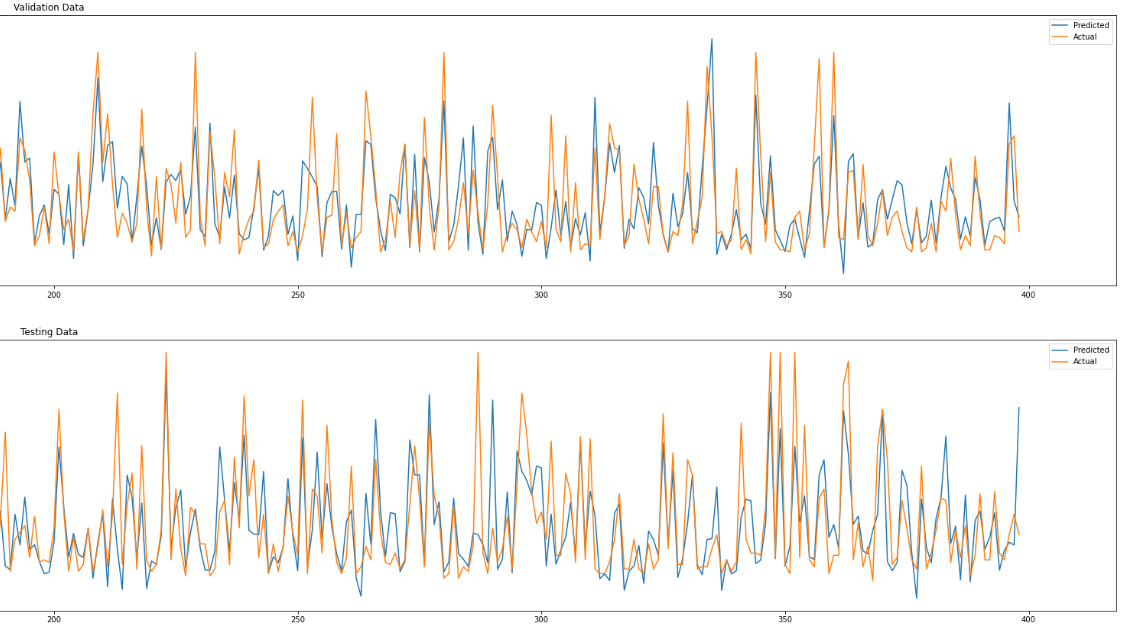 Validation Data
Predicted
Actual
200 250 300 350 400
Testing Data
Predicted
Actual
200 250 300 350 400